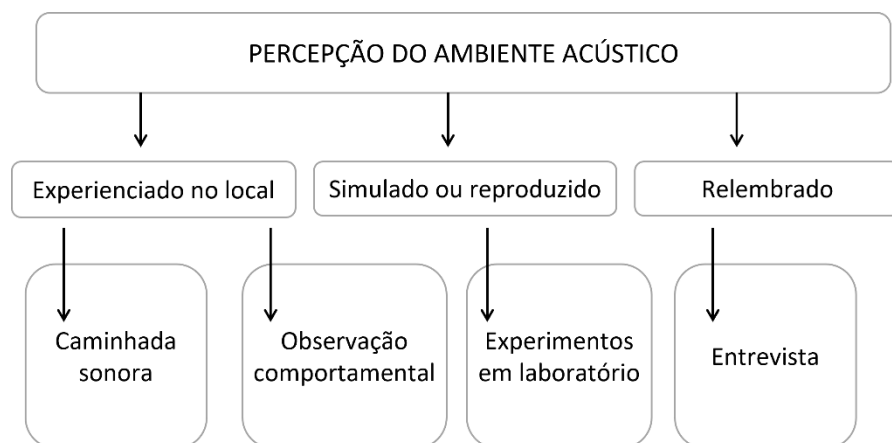 PERCEPÇÃO DO AMBIENTE ACÚSTICO
Experienciado no local
Simulado ou reproduzido
Relembrado
Caminhada
sonora
Observação
comportamental
Experimentos
em laboratório
Entrevista